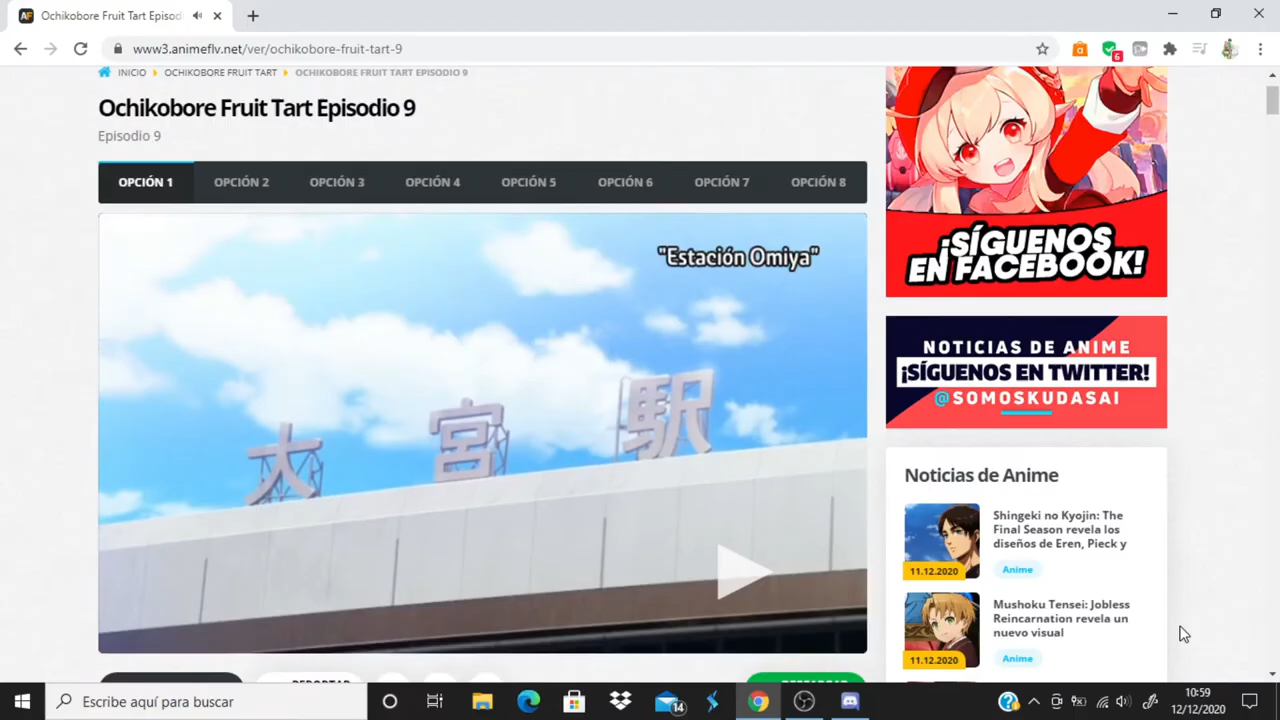 Ochikobore Fruit Tart Episod
www3.animeflv.net/ver/ochikobore-fruit-tart-9
6
INICIO
OCHIKOBORE FRUIT TART
OCHIKOBORE FRUIT TART EPISODIO 9
Ochikobore Fruit Tart Episodio 9
Episodio 9
OPCIÓN 1
OPCIÓN 2
OPCIÓN 3
OPCIÓN 4
OPCIÓN 5
OPCIÓN 6
OPCIÓN 7
OPCIÓN 8
"Estación Omiya"
大宮駅
¡SÍGUENOS
EN FACEBOOK!
NOTICIAS DE ANIME
¡SÍGUENOS EN TWITTER!
@SOMOSKUDASAI
Noticias de Anime
Shingeki no Kyojin: The
Final Season revela los
diseños de Eren, Pieck y
11.12.2020
Anime
Mushoku Tensei: Jobless
Reincarnation revela un
nuevo visual
11.12.2020
Anime
REPORTAR
DESCARGAR
Escribe aquí para buscar
14
10:59
12/12/2020